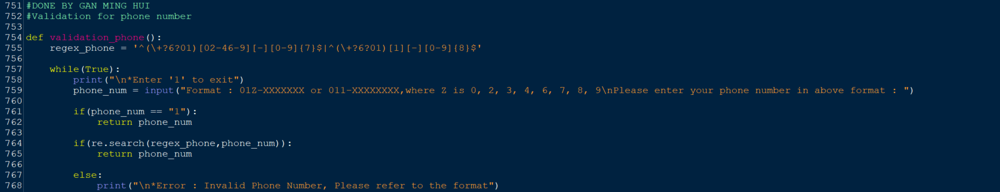 751 #DONE BY GAN MING HUI
752 #Validation for phone number
753
754 def validation_phone():
755     regex_phone = '^(\+?6?01)[02-46-9][-][0-9]{7}$|^(\+?6?01)[1][-][0-9]{8}$'
756
757     while(True):
758         print("\n*Enter '1' to exit")
759         phone_num = input("Format : 01Z-XXXXXXX or 011-XXXXXXXX,where Z is 0, 2, 3, 4, 6, 7, 8, 9\nPlease enter your phone number in above format : ")
760
761         if(phone_num == "1"):
762             return phone_num
763
764         if(re.search(regex_phone,phone_num)):
765             return phone_num
766
767         else:
768             print("\n*Error : Invalid Phone Number, Please refer to the format")